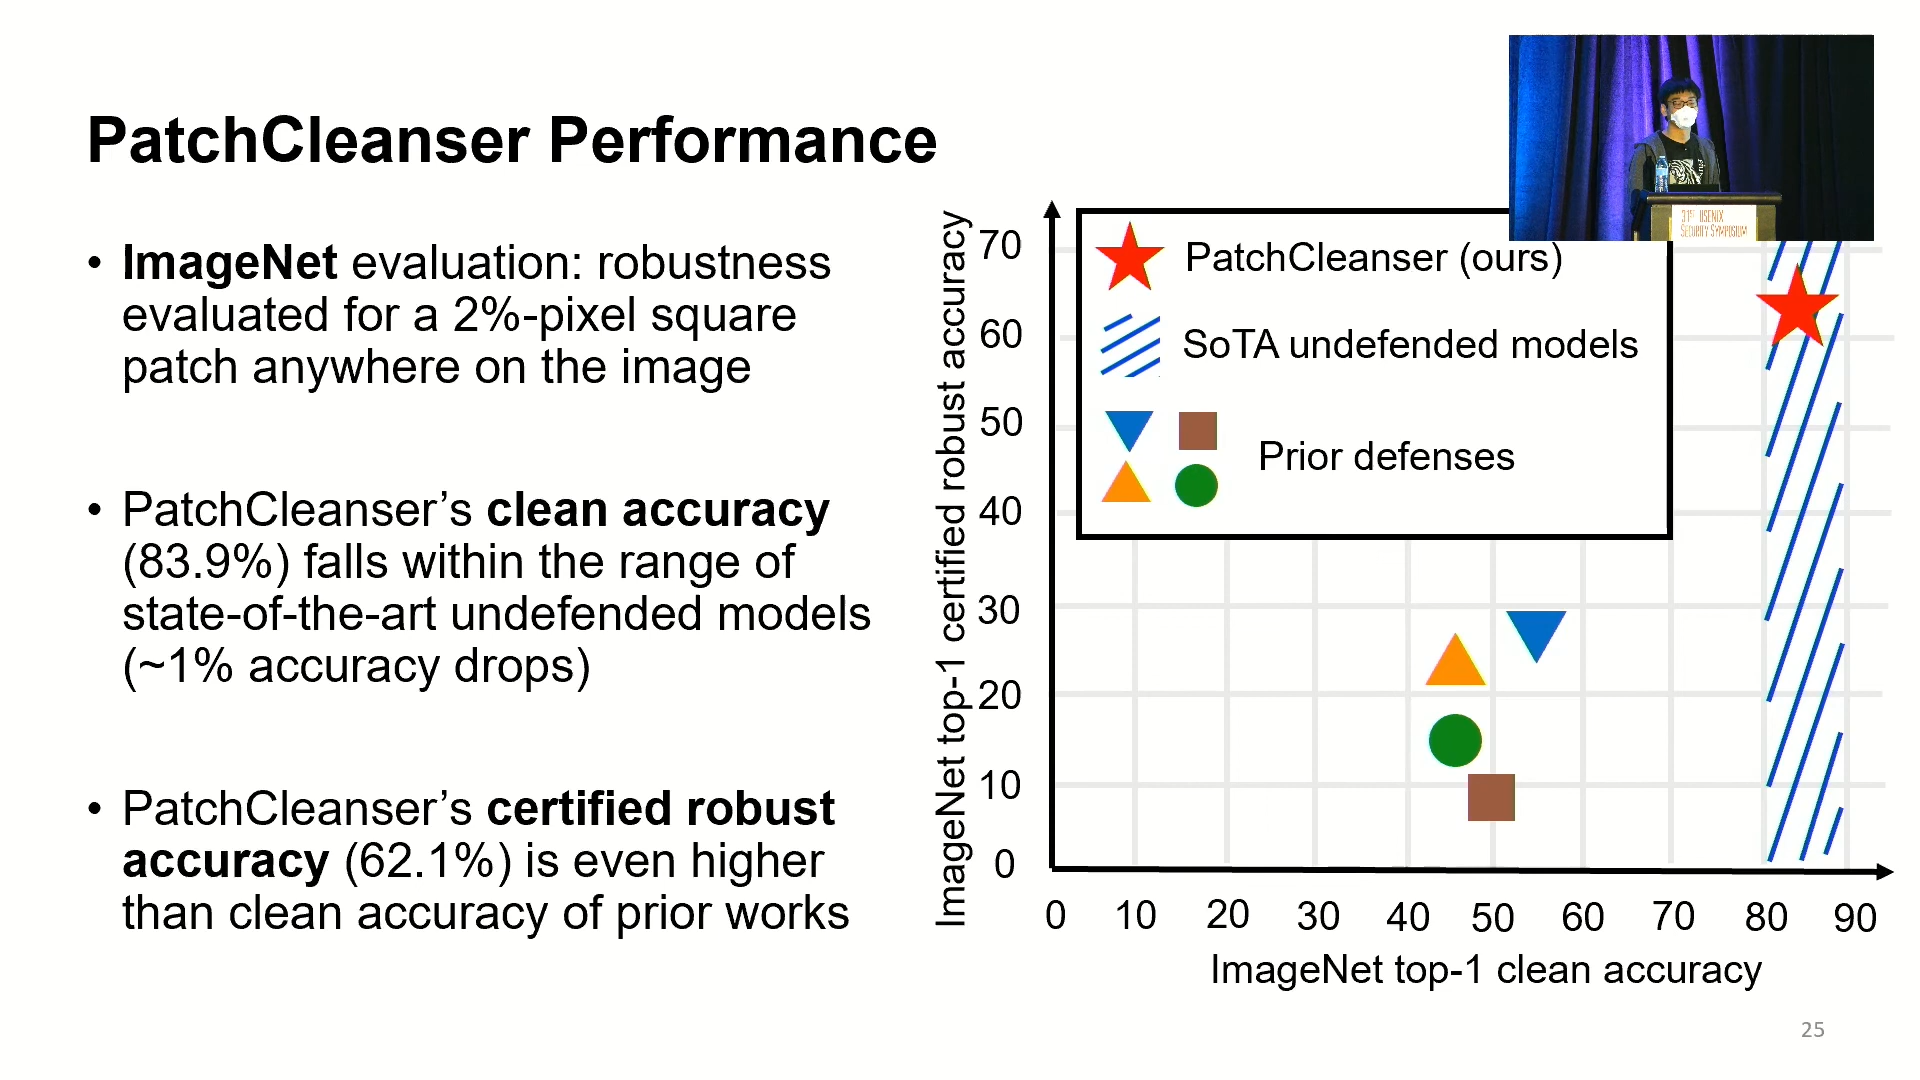 PatchCleanser Performance
• ImageNet evaluation: robustness
evaluated for a 2%-pixel square
patch anywhere on the image
• PatchCleanser’s clean accuracy
(83.9%) falls within the range of
state-of-the-art undefended models
(~1% accuracy drops)
• PatchCleanser’s certified robust
accuracy (62.1%) is even higher
than clean accuracy of prior works
31ST USENIX
SECURITY SYMPOSIUM
ImageNet top-1 certified robust accuracy
70
60
50
40
30
20
10
0
PatchCleanser (ours)
SoTA undefended models
Prior defenses
0 10 20 30 40 50 60 70 80 90
ImageNet top-1 clean accuracy
25